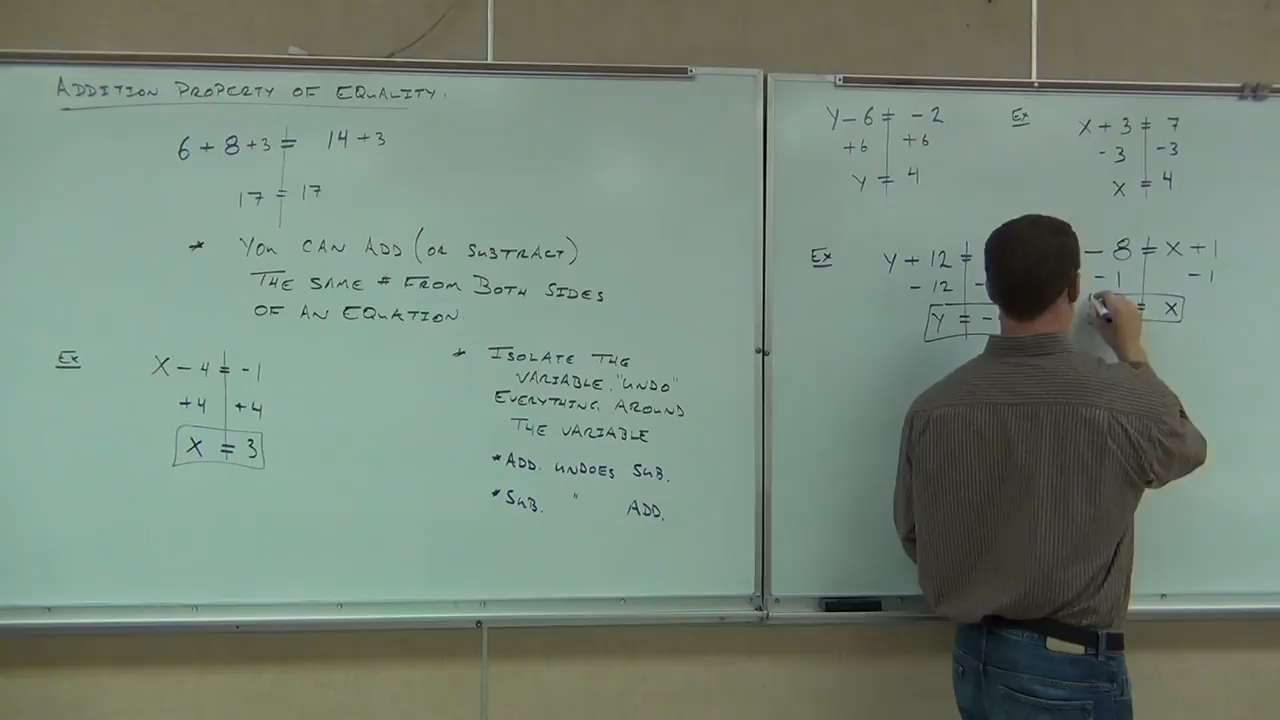 ADDITION PROPERTY OF EQUALITY.
6 + 8 + 3 = 14 + 3
17 = 17
* YOU CAN ADD (OR SUBTRACT)
THE SAME # FROM BOTH SIDES
OF AN EQUATION.
Ex
X - 4 = -1
+4 +4
X = 3
* ISOLATE THE
VARIABLE. "UNDO"
EVERYTHING AROUND
THE VARIABLE
* ADD. UNDOES SUB.
* SUB. " ADD.
Y - 6 = -2
+6 +6
Y = 4
Ex
X + 3 = 7
-3 -3
X = 4
Ex
Y + 12 =
-12 -
Y = -
-8 = X + 1
-1 -1
= X